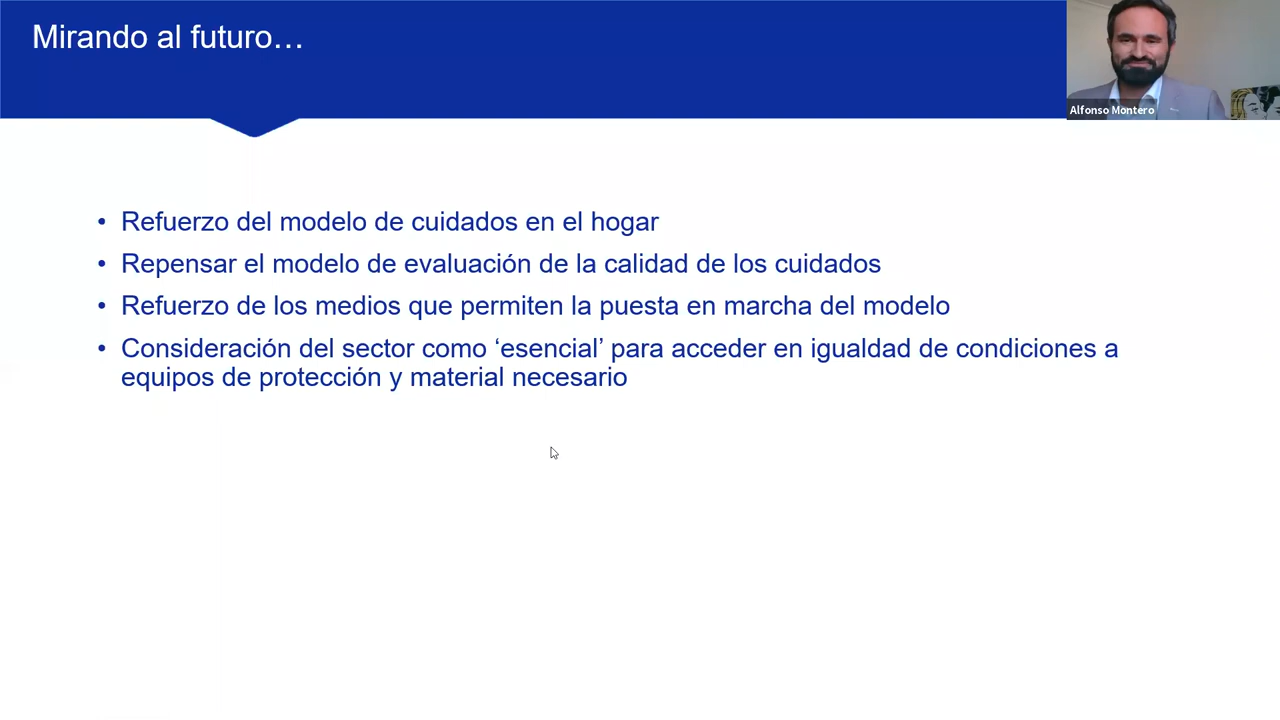 Mirando al futuro…
Alfonso Montero
• Refuerzo del modelo de cuidados en el hogar
• Repensar el modelo de evaluación de la calidad de los cuidados
• Refuerzo de los medios que permiten la puesta en marcha del modelo
• Consideración del sector como ‘esencial’ para acceder en igualdad de condiciones a
equipos de protección y material necesario